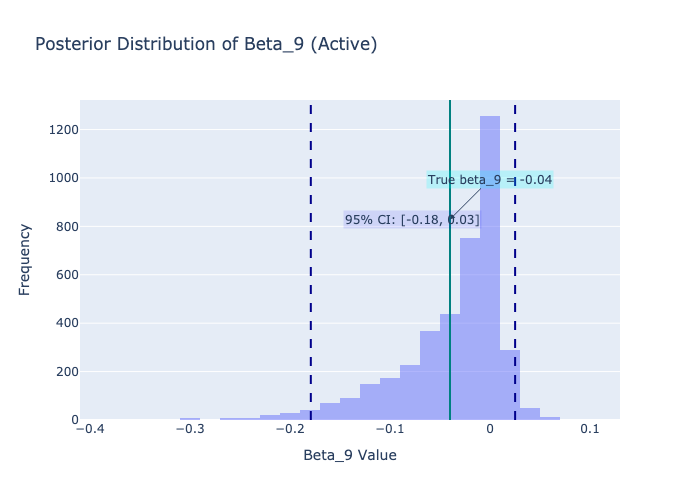 Posterior Distribution of Beta_9 (Active)
1200
1000
800
600
400
200
0
Frequency
True beta_9 = -0.04
95% CI: [-0.18, 0.03]
−0.4
−0.3
−0.2
−0.1
0
0.1
Beta_9 Value